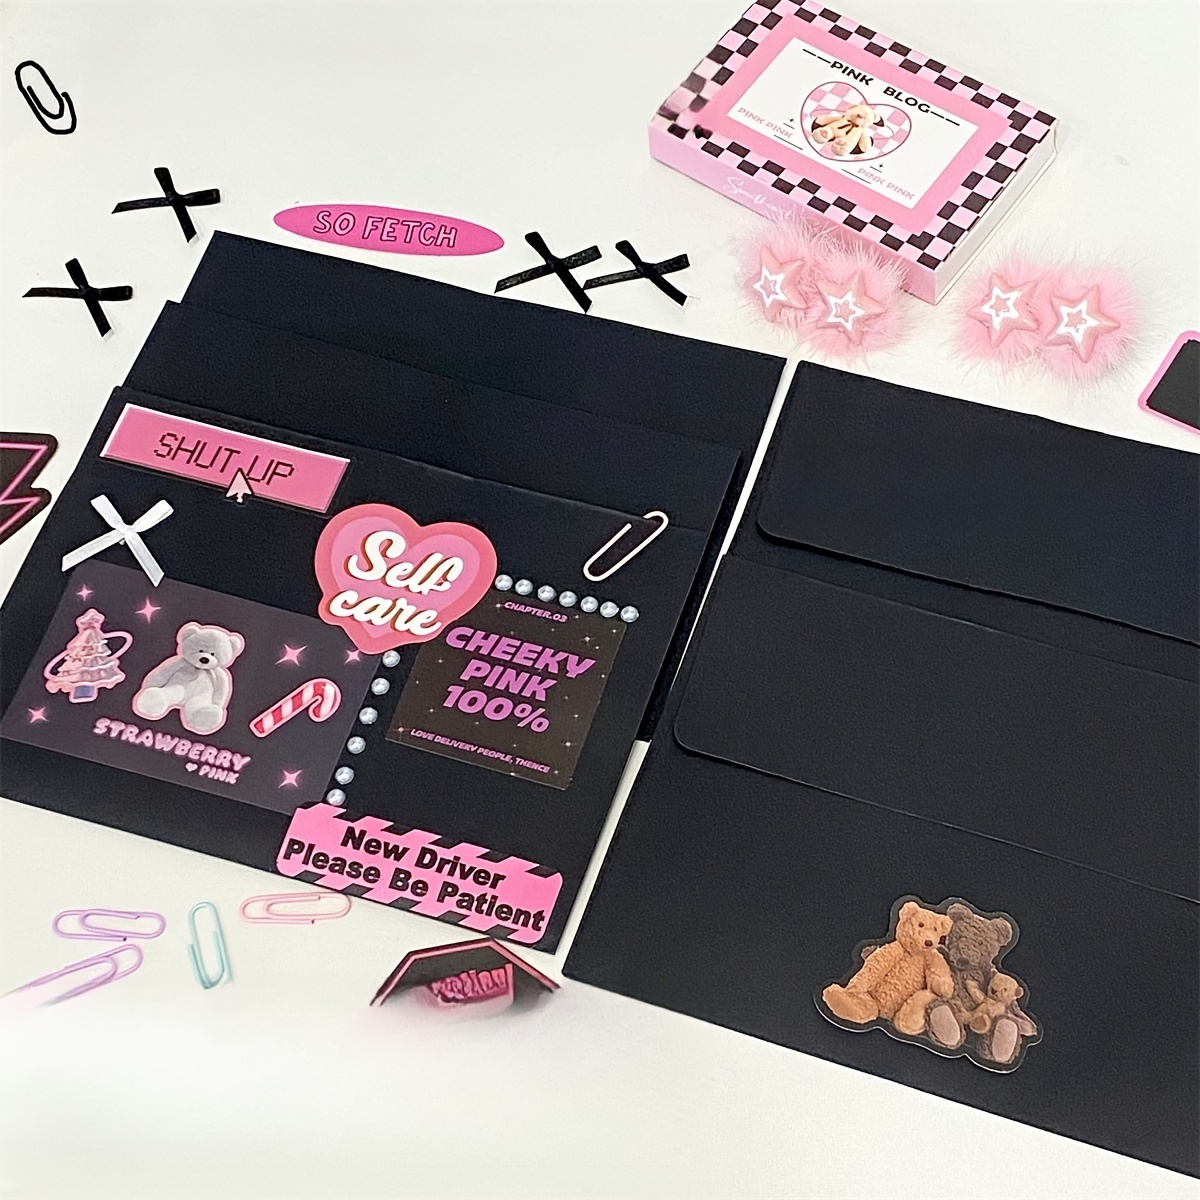 PINK BLOG
PINK PINK
PINK PINK
SO FETCH
SHUT UP
Self
care
CHAPTER.03
CHEEKY
PINK
100%
LOVE DELIVERY PEOPLE, THENCE
STRAWBERRY
PINK
New Driver
Please Be Patient